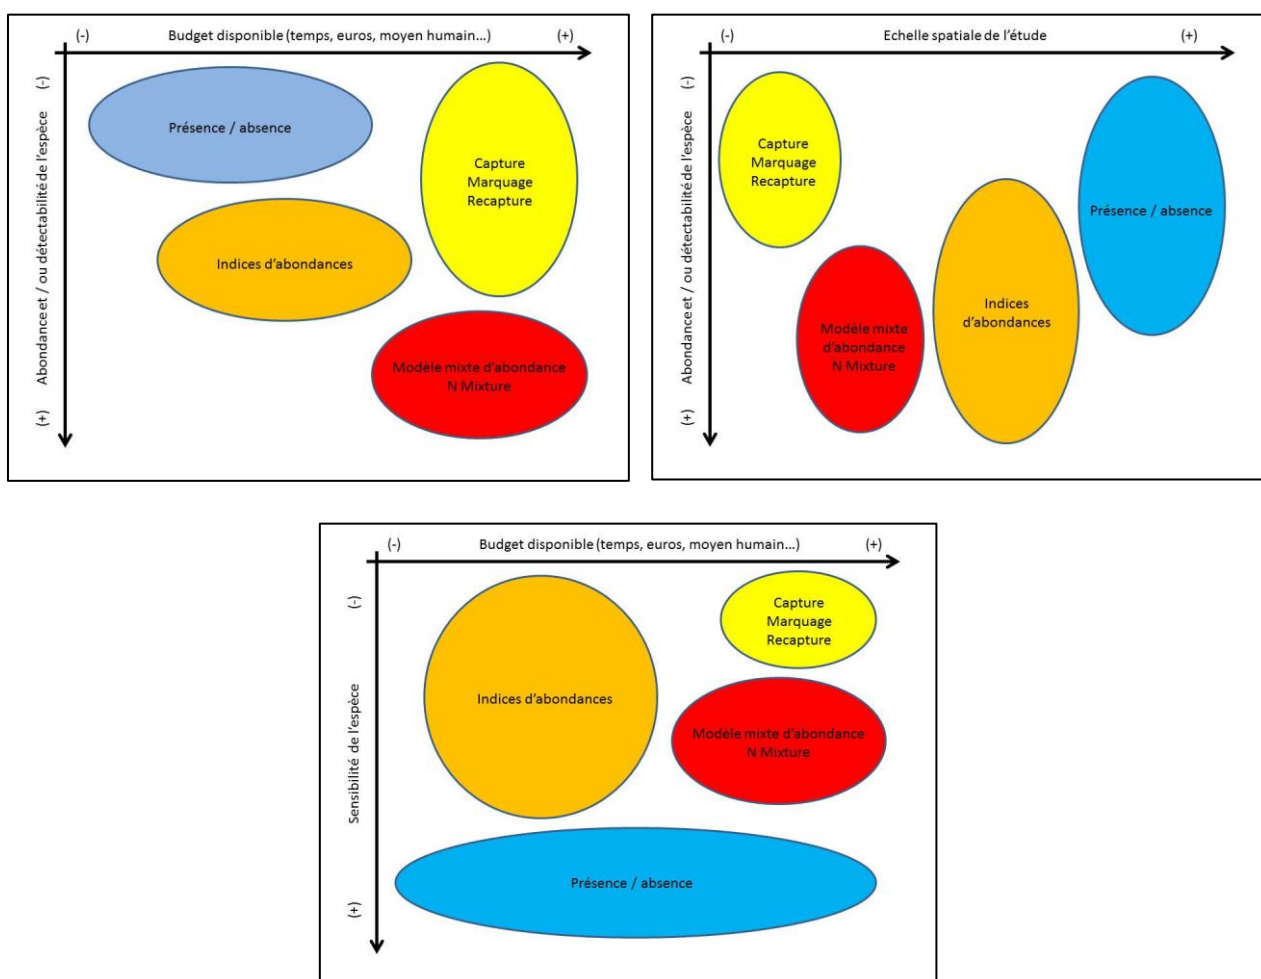 (-)
Budget disponible (temps, euros, moyen humain...)
(+)
(-)
Abondance et / ou détectabilité de l'espèce
(+)
Présence / absence
Capture
Marquage
Recapture
Indices d'abondances
Modèle mixte d'abondance
N Mixture
(-)
Echelle spatiale de l'étude
(+)
(-)
Abondance et / ou détectabilité de l'espèce
(+)
Capture
Marquage
Recapture
Présence / absence
Modèle mixte
d'abondance
N Mixture
Indices
d'abondances
(-)
Budget disponible (temps, euros, moyen humain...)
(+)
(-)
Sensibilité de l'espèce
(+)
Capture
Marquage
Recapture
Indices d'abondances
Modèle mixte d'abondance
N Mixture
Présence / absence